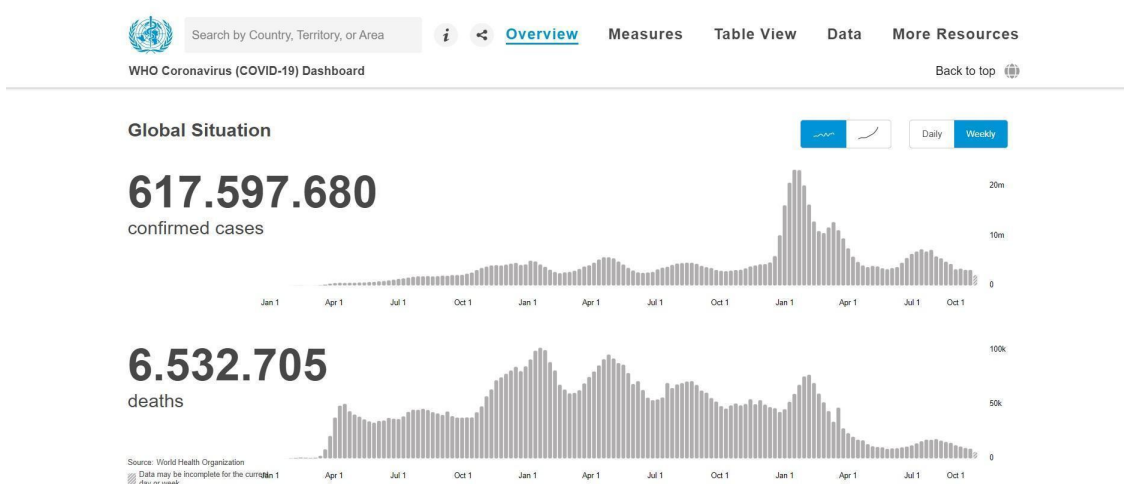 Search by Country, Territory, or Area
i
Overview
Measures
Table View
Data
More Resources
WHO Coronavirus (COVID-19) Dashboard
Back to top
Global Situation
Daily
Weekly
617.597.680
confirmed cases
20m
10m
0
Jan 1 Apr 1 Jul 1 Oct 1 Jan 1 Apr 1 Jul 1 Oct 1 Jan 1 Apr 1 Jul 1 Oct 1
6.532.705
deaths
100k
50k
0
Source: World Health Organization
Data may be incomplete for the current
day or week.
Jan 1 Apr 1 Jul 1 Oct 1 Jan 1 Apr 1 Jul 1 Oct 1 Jan 1 Apr 1 Jul 1 Oct 1